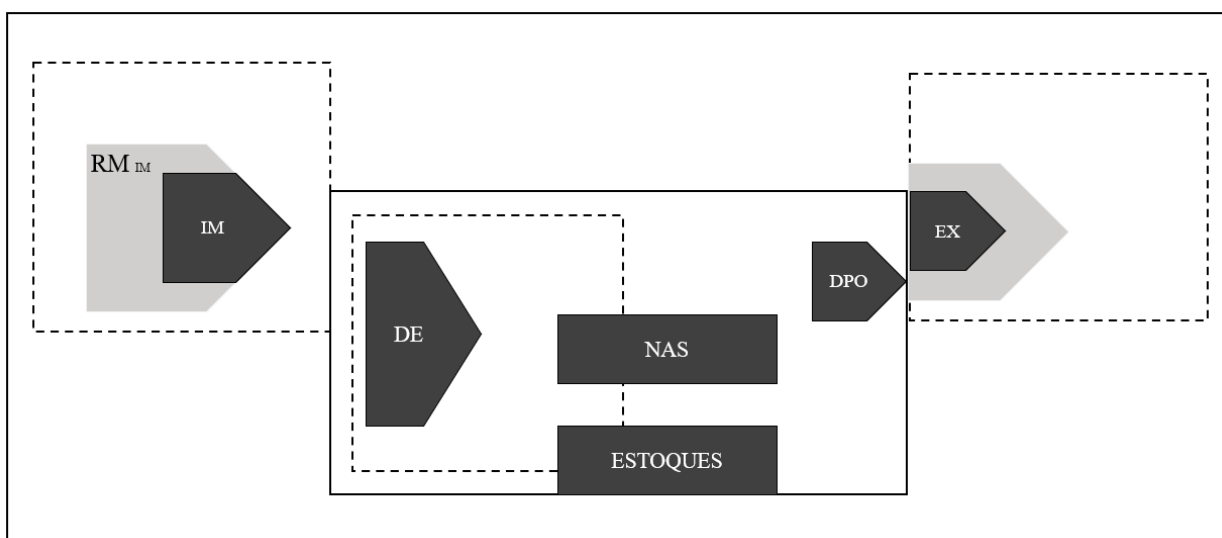 RM IM
IM
EX
DPO
DE
NAS
ESTOQUES